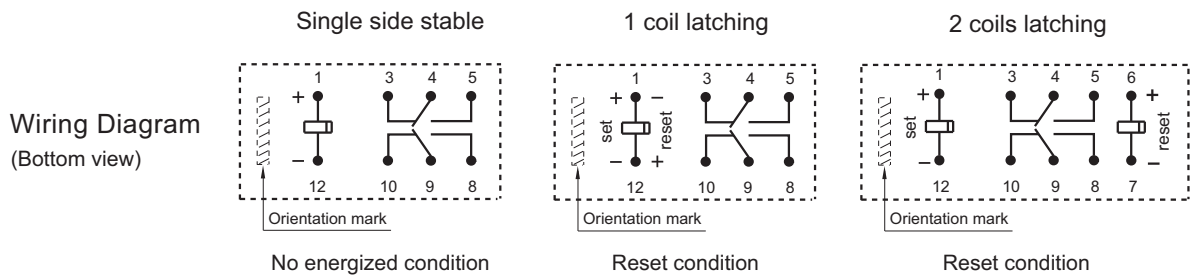 Single side stable
1 coil latching
2 coils latching
Wiring Diagram
(Bottom view)
1 3 4 5
+
−
12 10 9 8
Orientation mark
1 3 4 5
+ −
set reset
− +
12 10 9 8
Orientation mark
1 3 4 5 6
+ +
set reset
− −
12 10 9 8 7
Orientation mark
No energized condition
Reset condition
Reset condition